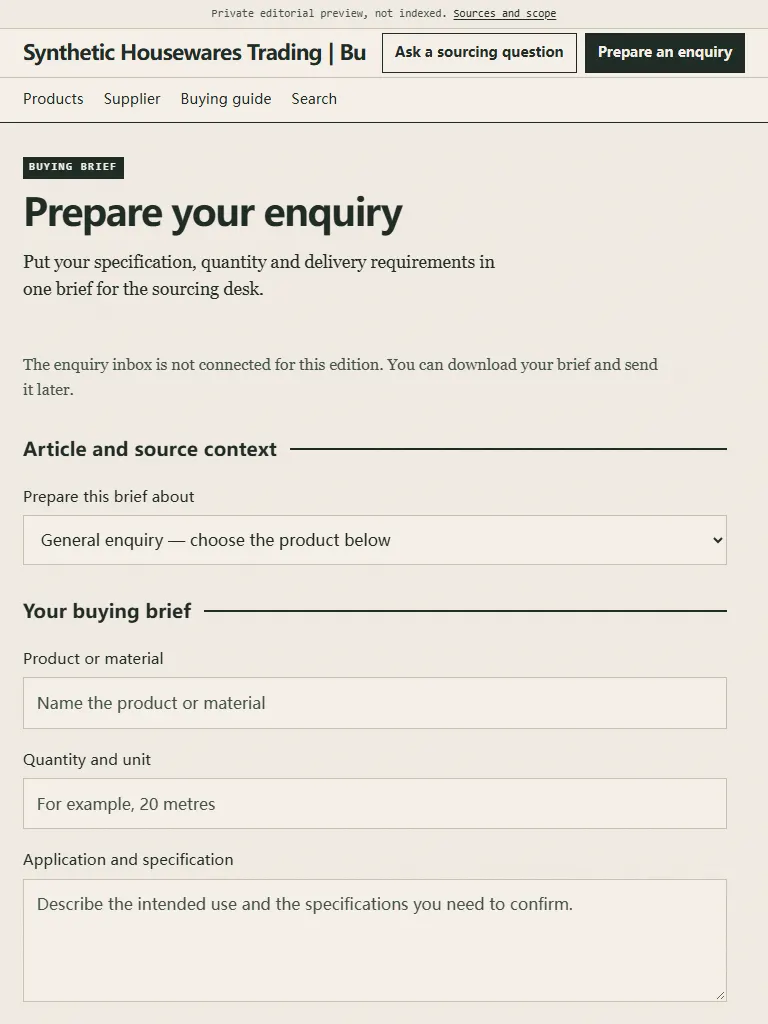 Private editorial preview, not indexed. Sources and scope
Synthetic Housewares Trading | Bu
Ask a sourcing question
Prepare an enquiry
Products
Supplier
Buying guide
Search
BUYING BRIEF
Prepare your enquiry
Put your specification, quantity and delivery requirements in
one brief for the sourcing desk.
The enquiry inbox is not connected for this edition. You can download your brief and send
it later.
Article and source context
Prepare this brief about
General enquiry — choose the product below
Your buying brief
Product or material
Name the product or material
Quantity and unit
For example, 20 metres
Application and specification
Describe the intended use and the specifications you need to confirm.